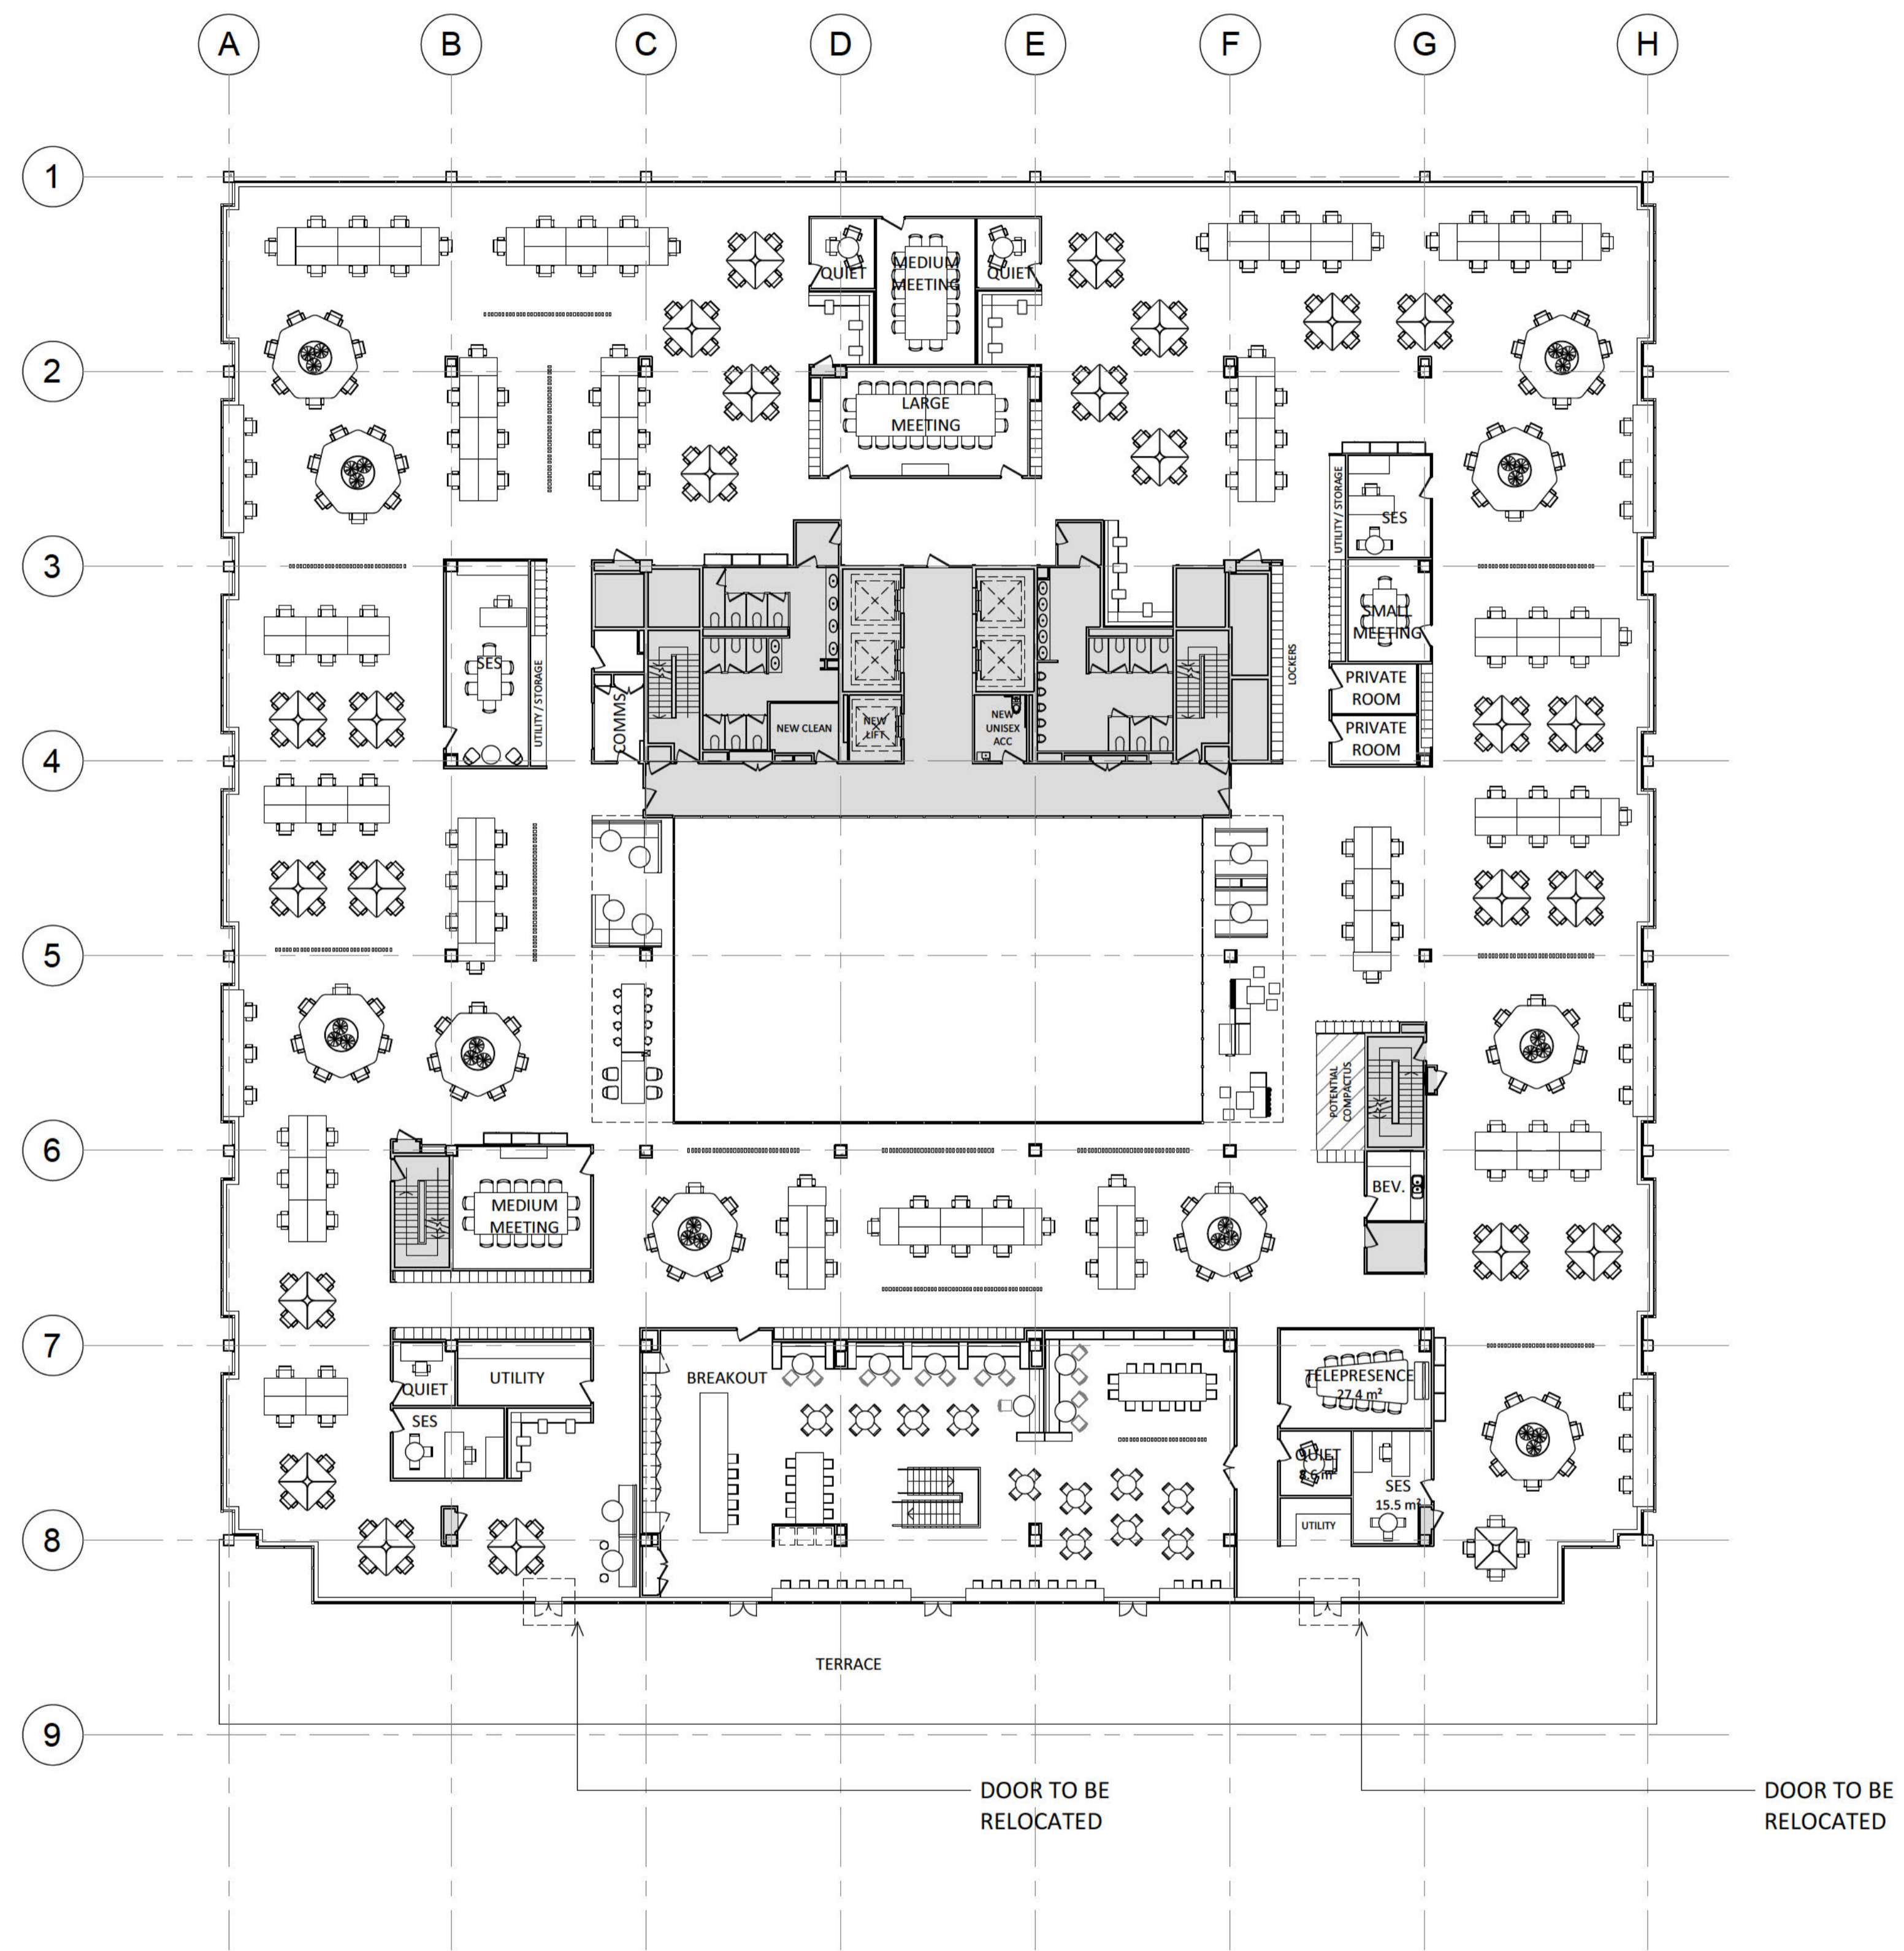 A B C D E F G H
1
QUIET
MEDIUM
MEETING
QUIET
2
LARGE
MEETING
UTILITY / STORAGE
SES
3
SES
UTILITY / STORAGE
COMMS
NEW CLEAN
NEW
LIFT
NEW
UNISEX
ACC
LOCKERS
SMALL
MEETING
PRIVATE
ROOM
PRIVATE
ROOM
4
5
POTENTIAL
COMPACTUS
6
MEDIUM
MEETING
BEV.
7
QUIET
UTILITY
SES
BREAKOUT
TELEPRESENCE
27.4 m²
QUIET
8.6 m²
SES
15.5 m²
UTILITY
8
TERRACE
9
DOOR TO BE
RELOCATED
DOOR TO BE
RELOCATED